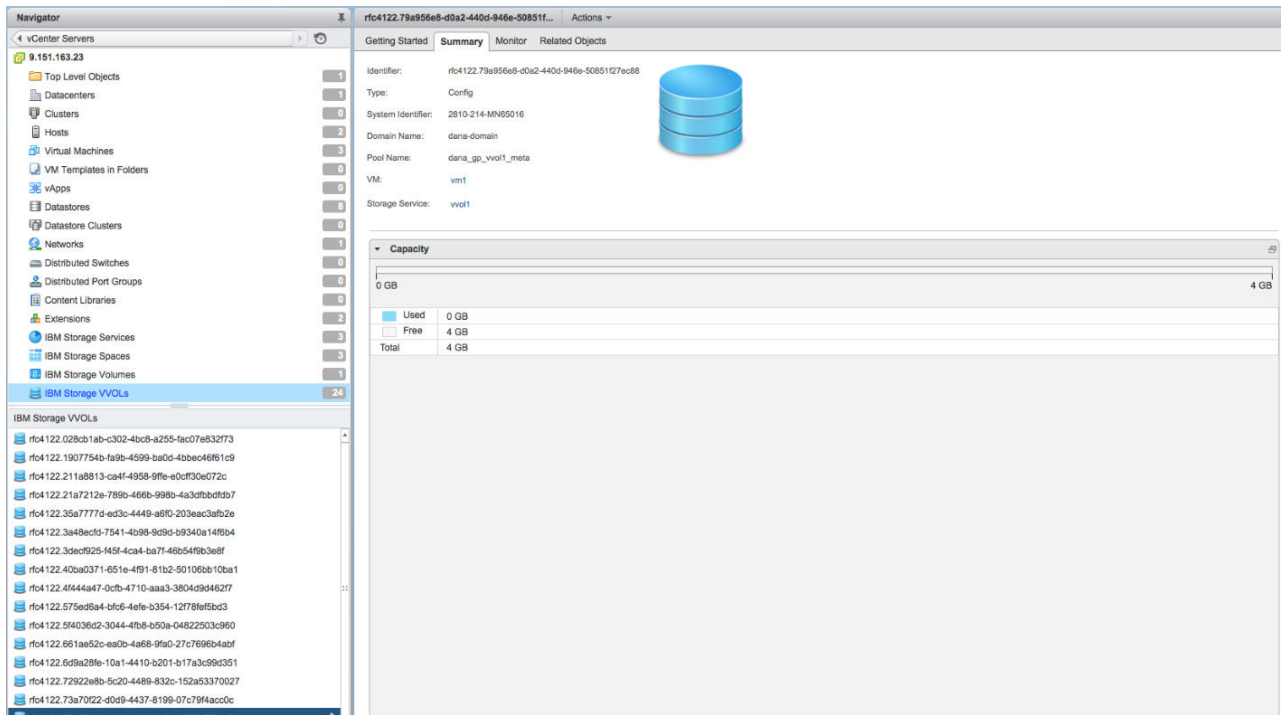 Navigator
vCenter Servers
9.151.163.23
Top Level Objects 1
Datacenters 1
Clusters 0
Hosts 2
Virtual Machines 3
VM Templates in Folders 0
vApps 0
Datastores 8
Datastore Clusters 0
Networks 1
Distributed Switches 0
Distributed Port Groups 0
Content Libraries 0
Extensions 2
IBM Storage Services 3
IBM Storage Spaces 3
IBM Storage Volumes 1
IBM Storage VVOLs 24
IBM Storage VVOLs
rfc4122.028cb1ab-c302-4bc8-a255-fac07e832f73
rfc4122.1907754b-fa9b-4599-ba0d-4bbec46f61c9
rfc4122.211a8813-ca4f-4958-9ffe-e0cff30e072c
rfc4122.21a7212e-789b-466b-998b-4a3dfbbdfdb7
rfc4122.35a7777d-ed3c-4449-a6f0-203eac3afb2e
rfc4122.3a48ecfd-7541-4b98-9d9d-b9340a14f6b4
rfc4122.3decf925-f45f-4ca4-ba7f-46b54f9b3e8f
rfc4122.40ba0371-651e-4f91-81b2-50106bb10ba1
rfc4122.4f444a47-0cfb-4710-aaa3-3804d9d462f7
rfc4122.575ed6a4-bfc6-4efe-b354-12f78fef5bd3
rfc4122.5f4036d2-3044-4fb8-b50a-04822503c960
rfc4122.661ae52c-ea0b-4a68-9fa0-27c7696b4abf
rfc4122.6d9a28fe-10a1-4410-b201-b17a3c99d351
rfc4122.72922e8b-5c20-4489-832c-152a53370027
rfc4122.73a70f22-d0d9-4437-8199-07c79f4acc0c
rfc4122.79a956e8-d0a2-440d-946e-50851f... Actions
Getting Started Summary Monitor Related Objects
Identifier: rfc4122.79a956e8-d0a2-440d-946e-50851f27ec88
Type: Config
System Identifier: 2810-214-MN65016
Domain Name: dana-domain
Pool Name: dana_gp_vvol1_meta
VM: vm1
Storage Service: vvol1
Capacity
0 GB 4 GB
Used 0 GB
Free 4 GB
Total 4 GB